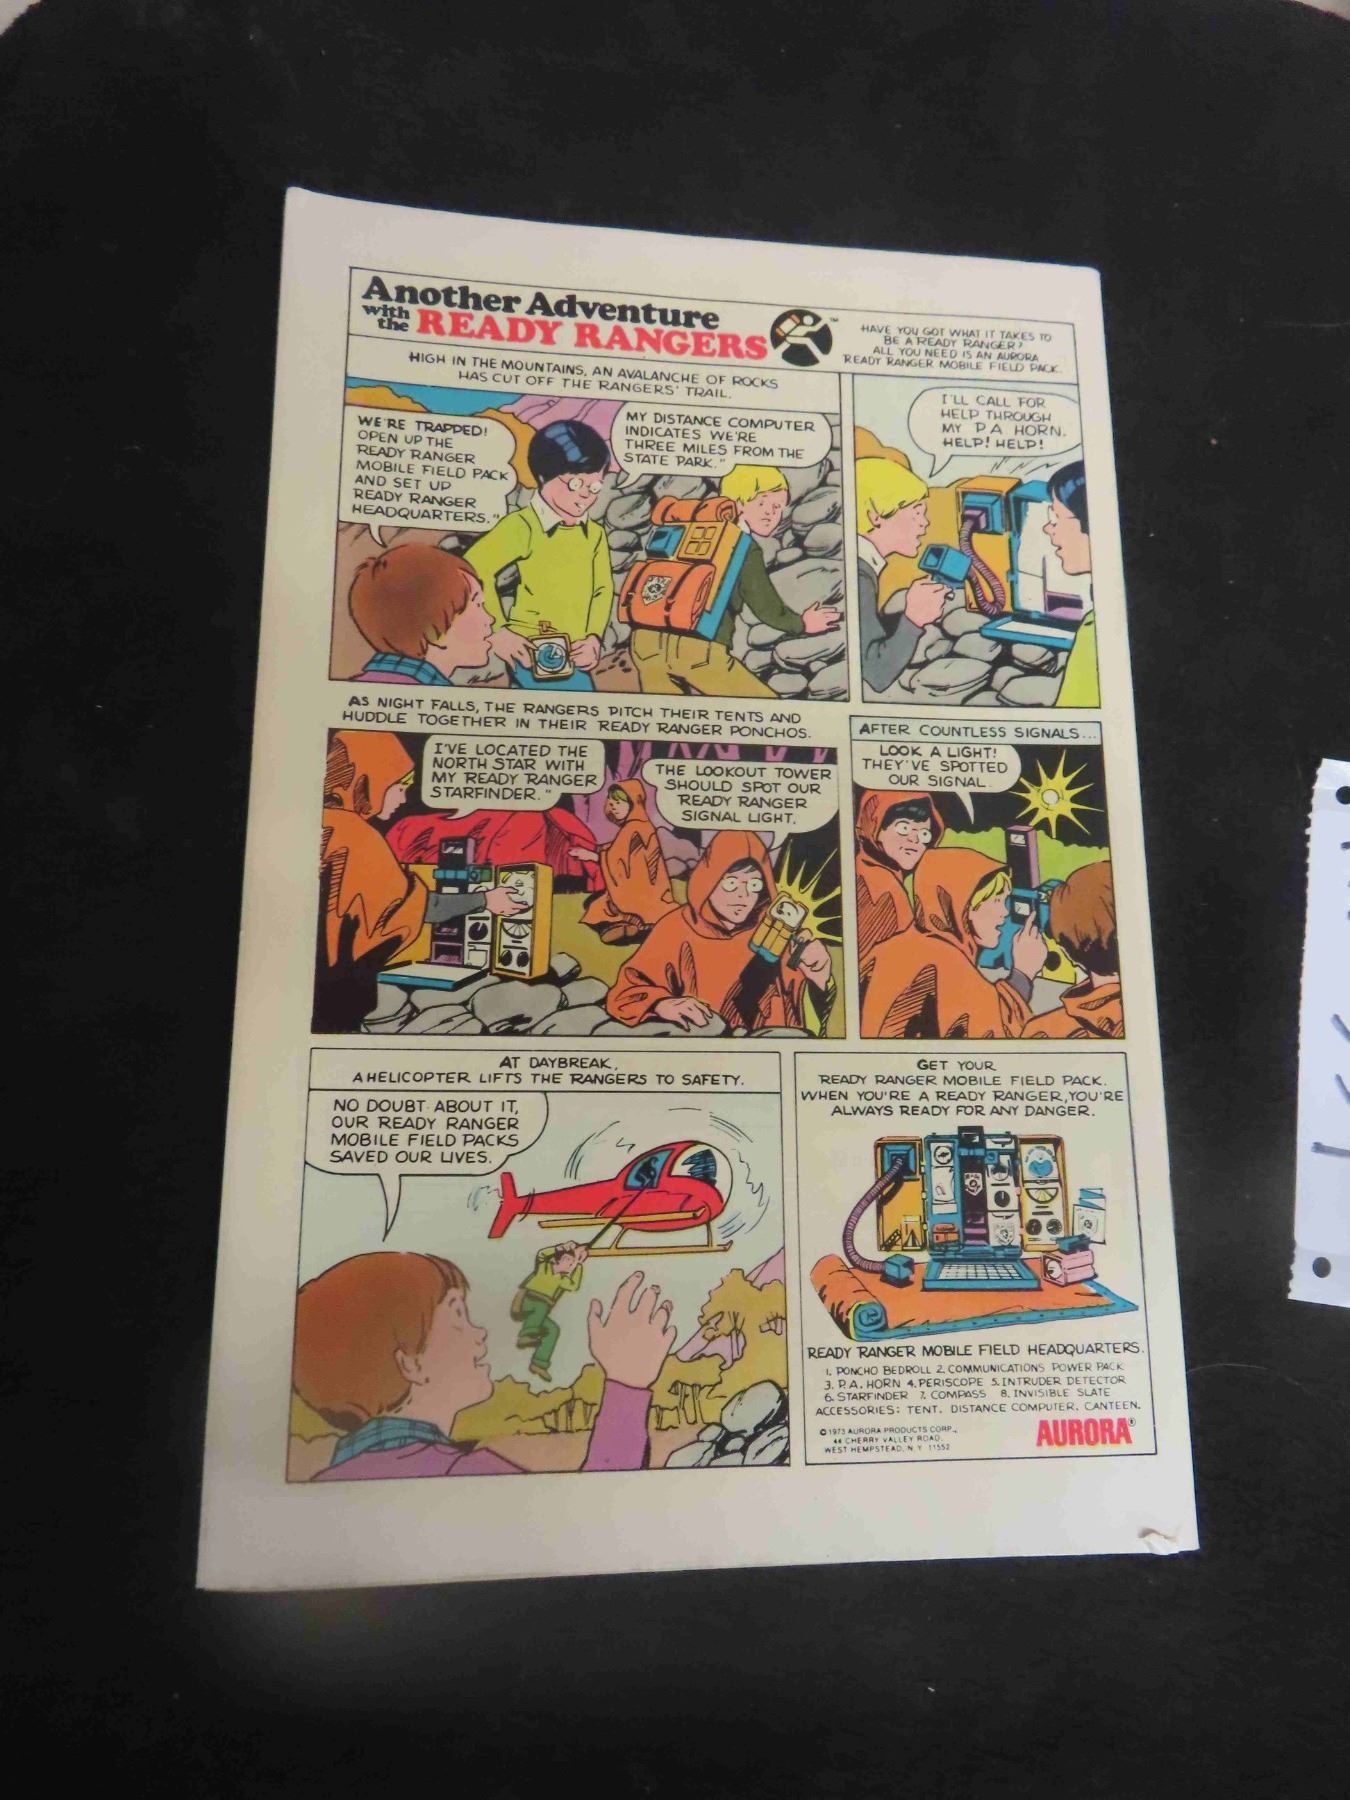 Another Adventure
with
the READY RANGERS
TM
HAVE YOU GOT WHAT IT TAKES TO
BE A READY RANGER?
ALL YOU NEED IS AN AURORA
READY RANGER MOBILE FIELD PACK.
HIGH IN THE MOUNTAINS, AN AVALANCHE OF ROCKS
HAS CUT OFF THE RANGERS' TRAIL.
WE'RE TRAPPED!
OPEN UP THE
READY RANGER
MOBILE FIELD PACK
AND SET UP
READY RANGER
HEADQUARTERS."
MY DISTANCE COMPUTER
INDICATES WE'RE
THREE MILES FROM THE
STATE PARK."
I'LL CALL FOR
HELP THROUGH
MY P.A HORN.
HELP! HELP!
AS NIGHT FALLS, THE RANGERS PITCH THEIR TENTS AND
HUDDLE TOGETHER IN THEIR READY RANGER PONCHOS.
I'VE LOCATED THE
NORTH STAR WITH
MY READY RANGER
STARFINDER."
THE LOOKOUT TOWER
SHOULD SPOT OUR
READY RANGER
SIGNAL LIGHT.
AFTER COUNTLESS SIGNALS...
LOOK A LIGHT!
THEY'VE SPOTTED
OUR SIGNAL.
AT DAYBREAK,
A HELICOPTER LIFTS THE RANGERS TO SAFETY.
NO DOUBT ABOUT IT,
OUR READY RANGER
MOBILE FIELD PACKS
SAVED OUR LIVES.
GET YOUR
READY RANGER MOBILE FIELD PACK.
WHEN YOU'RE A READY RANGER, YOU'RE
ALWAYS READY FOR ANY DANGER.
READY RANGER MOBILE FIELD HEADQUARTERS.
1. PONCHO BEDROLL 2. COMMUNICATIONS POWER PACK
3. P.A. HORN 4. PERISCOPE 5. INTRUDER DETECTOR
6. STARFINDER 7. COMPASS 8. INVISIBLE SLATE
ACCESSORIES: TENT, DISTANCE COMPUTER, CANTEEN.
© 1973 AURORA PRODUCTS CORP.,
44 CHERRY VALLEY ROAD.
WEST HEMPSTEAD, N.Y. 11552
AURORA®